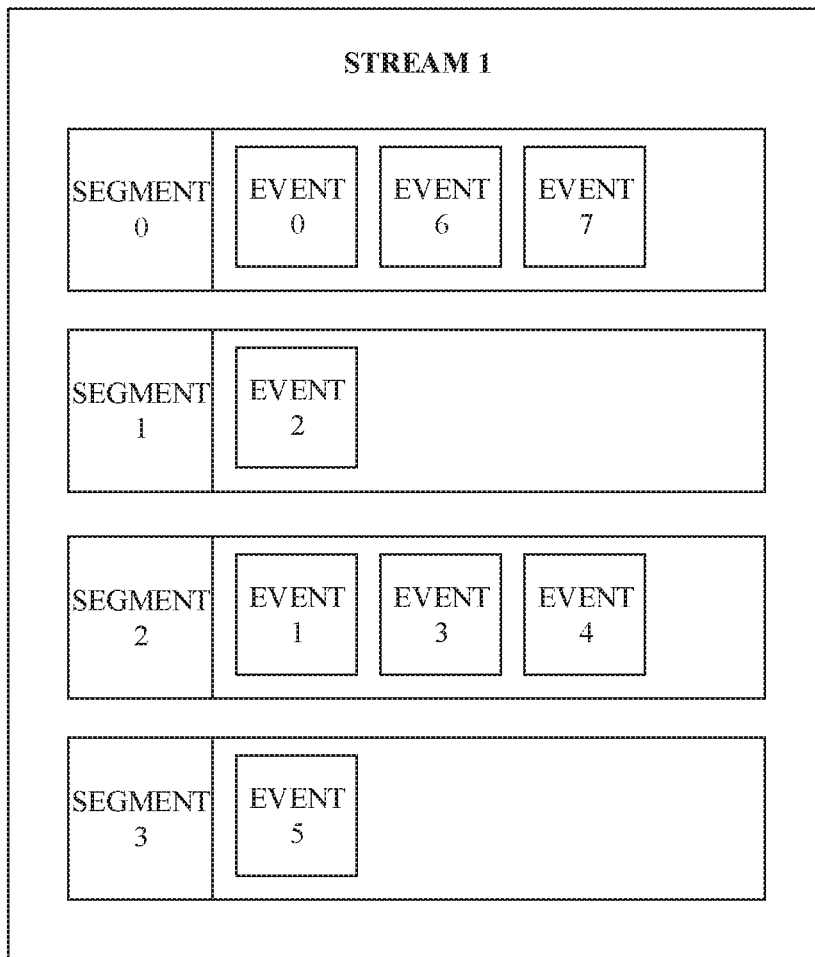 STREAM 1
SEGMENT
0
EVENT
0
EVENT
6
EVENT
7
SEGMENT
1
EVENT
2
SEGMENT
2
EVENT
1
EVENT
3
EVENT
4
SEGMENT
3
EVENT
5